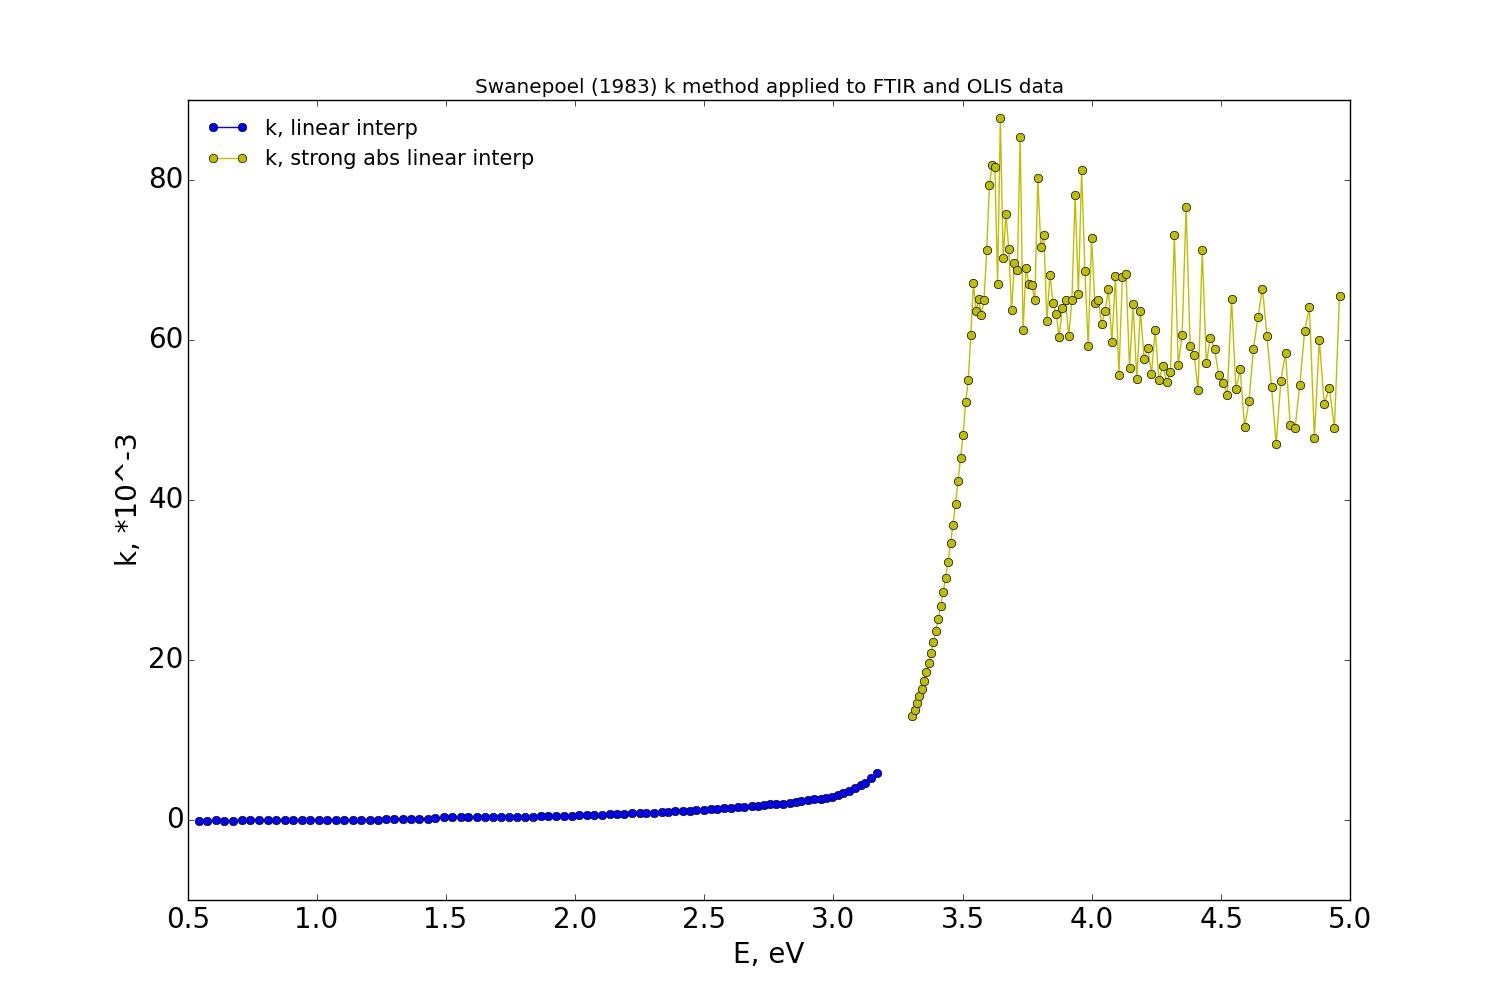 Swanepoel (1983) k method applied to FTIR and OLIS data
k, linear interp
k, strong abs linear interp
80
60
40
20
0
k, *10^-3
0.5 1.0 1.5 2.0 2.5 3.0 3.5 4.0 4.5 5.0
E, eV